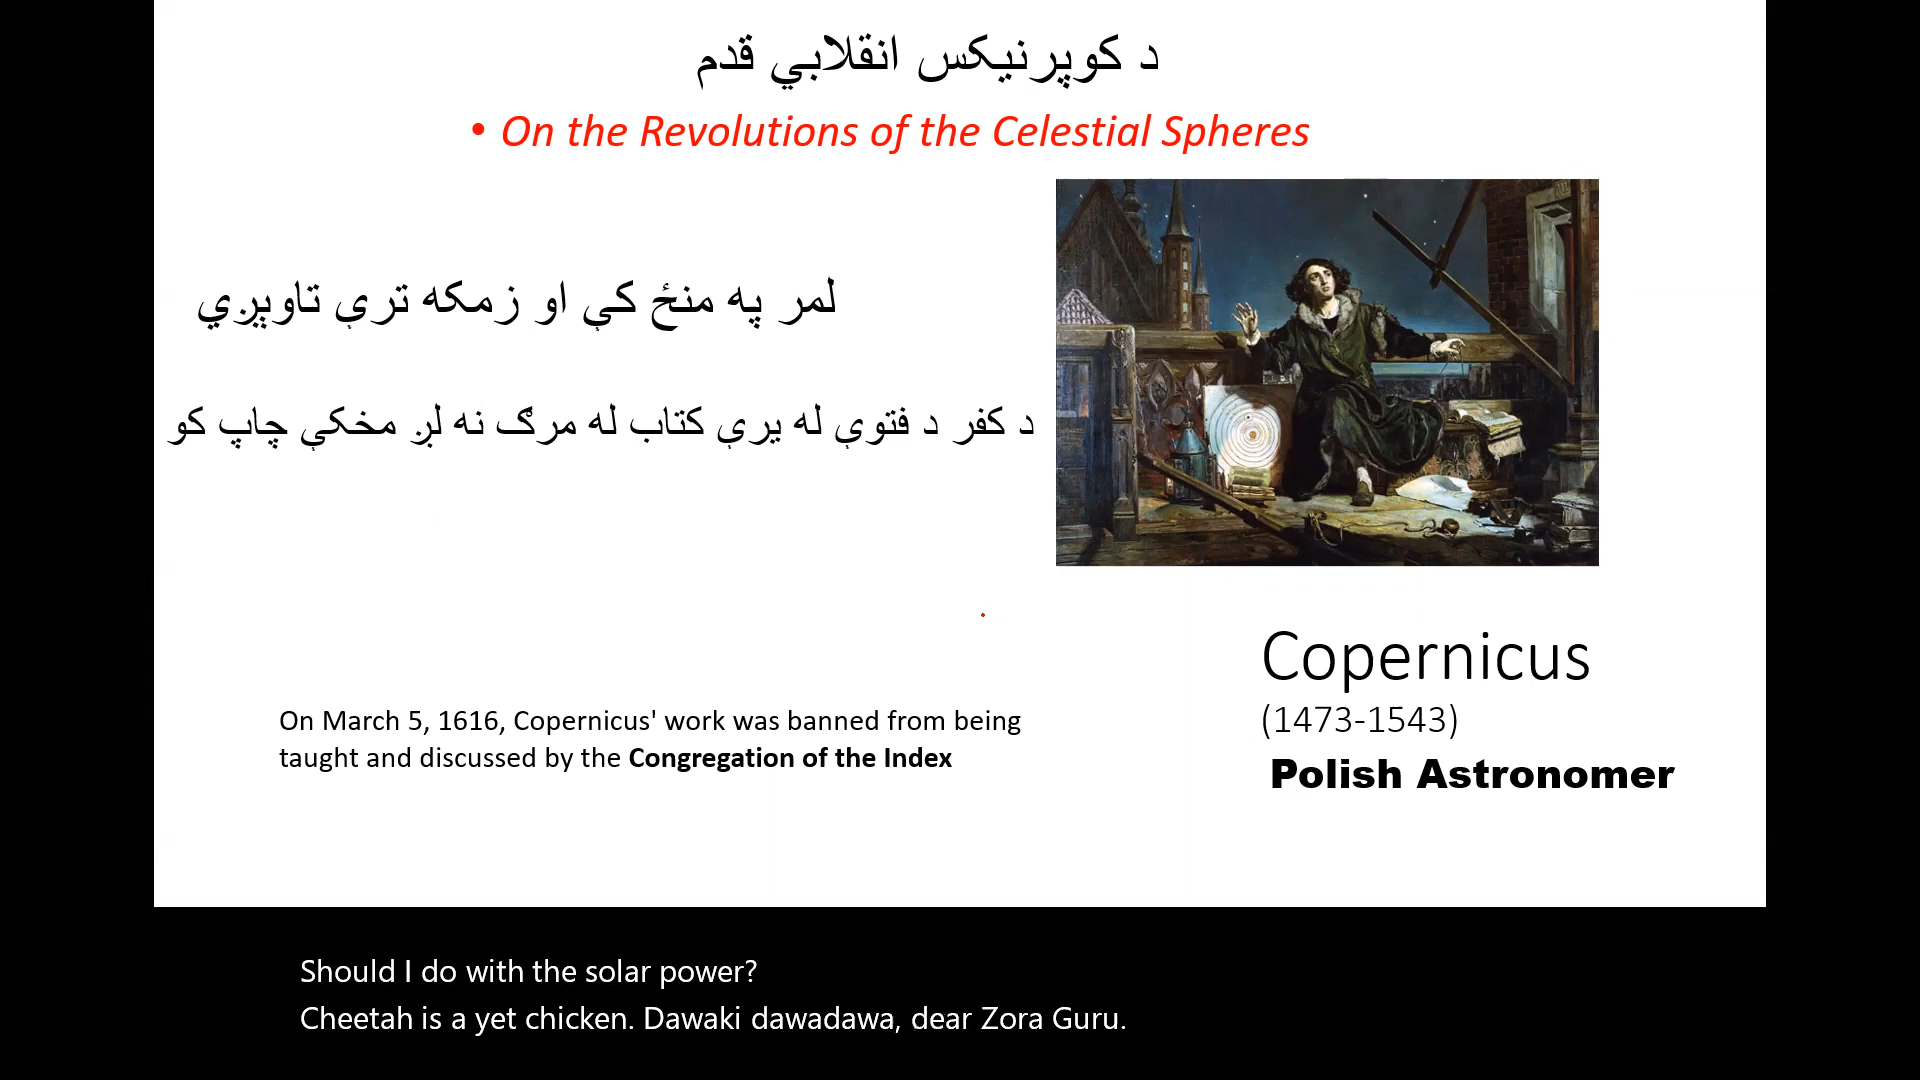 د کوپرنیکس انقلابي قدم
• On the Revolutions of the Celestial Spheres
لمر په منځ کې او زمکه ترې تاوېږي
د کفر د فتوې له یرې کتاب له مرګ نه لږ مخکې چاپ کو
Copernicus
(1473-1543)
Polish Astronomer
On March 5, 1616, Copernicus' work was banned from being
taught and discussed by the Congregation of the Index
Should I do with the solar power?
Cheetah is a yet chicken. Dawaki dawadawa, dear Zora Guru.